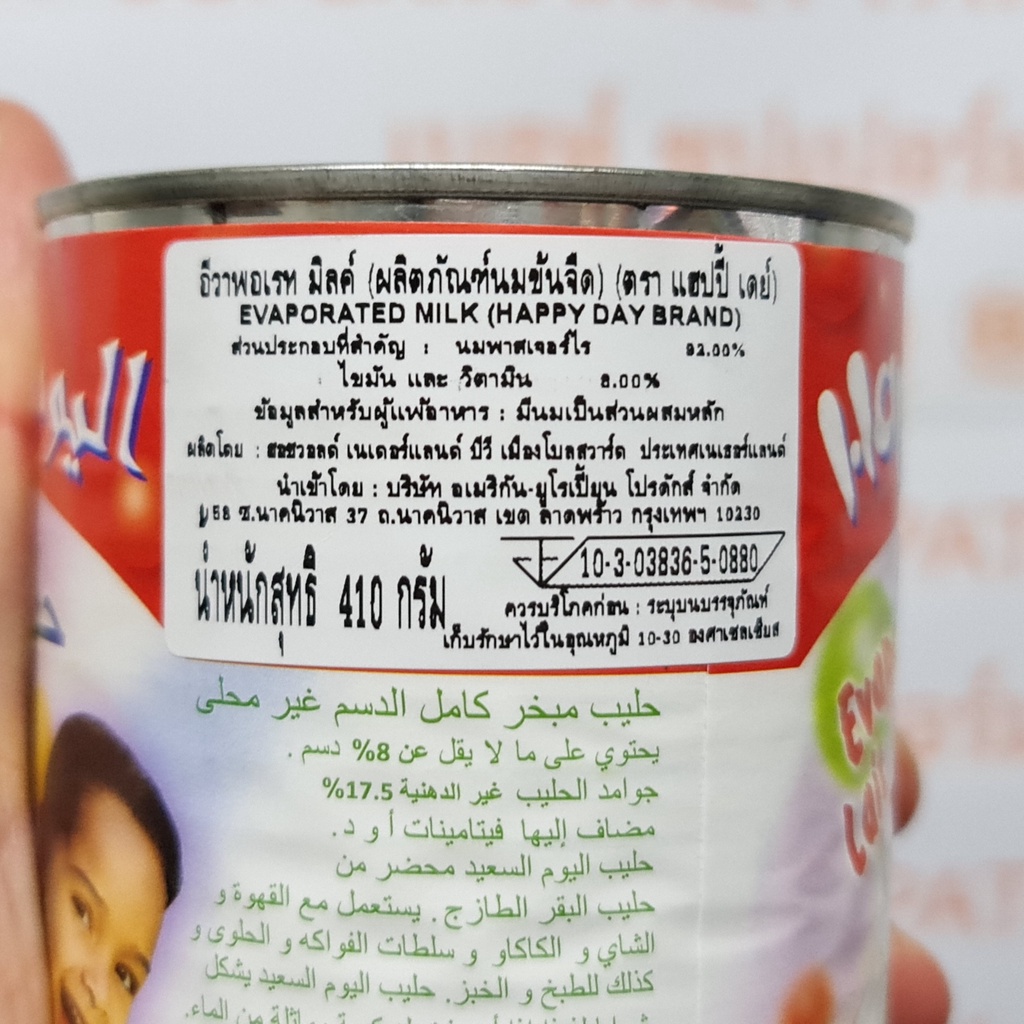 อีวาพอเรท มิลค์ (ผลิตภัณฑ์นมข้นจืด) (ตรา แฮปปี้ เดย์)
EVAPORATED MILK (HAPPY DAY BRAND)
ส่วนประกอบที่สำคัญ : นมพาสเจอร์ไร 92.00%
ไขมัน และ วิตามิน 8.00%
ข้อมูลสำหรับผู้แพ้อาหาร : มีนมเป็นส่วนผสมหลัก
ผลิตโดย : ฮอชวอลด์ เนเดอร์แลนด์ บีวี เมืองโบลสวาร์ด ประเทศเนเธอร์แลนด์
นำเข้าโดย : บริษัท อเมริกัน-ยูโรเปี้ยน โปรดักส์ จำกัด
58 ซ.นาคนิวาส 37 ถ.นาคนิวาส เขต ลาดพร้าว กรุงเทพฯ 10230
10-3-03836-5-0880
น้ำหนักสุทธิ 410 กรัม
ควรบริโภคก่อน : ระบุบนบรรจุภัณฑ์
เก็บรักษาไว้ในอุณหภูมิ 10-30 องศาเซลเซียส
حليب مبخر كامل الدسم غير محلى
يحتوي على ما لا يقل عن 8% دسم .
جوامد الحليب غير الدهنية 17.5%
مضاف إليها فيتامينات أ و د.
حليب اليوم السعيد محضر من
حليب البقر الطازج. يستعمل مع القهوة و
الشاي و الكاكاو و سلطات الفواكه و الحلوى و
كذلك للطبخ و الخبز. حليب اليوم السعيد يشكل
من الماء.